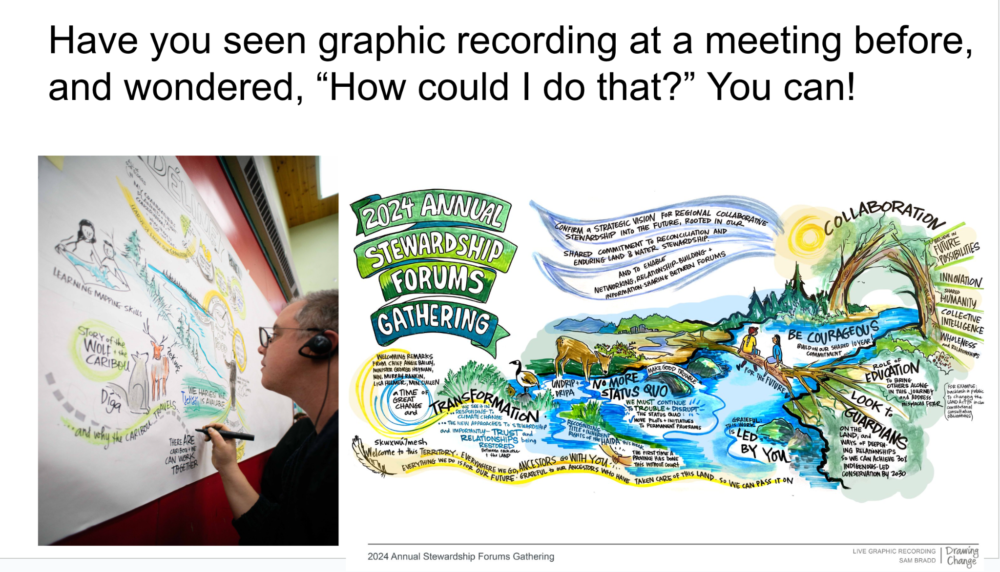 Have you seen graphic recording at a meeting before,
and wondered, “How could I do that?” You can!
DÉLINE
MY GRANDFATHERS
HARVEST
LEARNING MAPPING SKILLS
STORY of the
WOLF + the
CARIBOU
Dıga
WE HARVEST
IS AVAILABLE
...and why the CARIBOU TRAVELS...
THERE ARE
CARIBOU + WE
CAN WORK
TOGETHER
2024 ANNUAL
STEWARDSHIP
FORUMS
GATHERING
CONFIRM a STRATEGIC VISION FOR REGIONAL COLLABORATIVE
STEWARDSHIP INTO THE FUTURE, ROOTED IN OUR
SHARED COMMITMENT TO RECONCILIATION AND
ENDURING LAND & WATER STEWARDSHIP.
AND TO ENABLE
NETWORKING, RELATIONSHIP-BUILDING +
INFORMATION-SHARING BETWEEN FORUMS
COLLABORATION
BELIEVE IN
FUTURE
POSSIBILITIES
INNOVATION
SHARED
HUMANITY
COLLECTIVE
INTELLIGENCE
WHOLENESS
and RELATIONSHIPS
BE COURAGEOUS
BUILD ON OUR SHARED 10 YEAR
COMMITMENT!
FOR THE FUTURE
WELCOMING REMARKS
FROM CHIEF ANGIE BAILEY,
MINISTER GEORGE HEYMAN,
MIN. MURRAY RANKIN,
LISA HELMER, MIN. CULLEN
a TIME OF
GREAT
CHANGE
and
TRANSFORMATION
WE SEE IT IN
...RESPONDING TO
CLIMATE CHANGE
...THE NEW APPROACHES TO STEWARDSHIP
and IMPORTANTLY— TRUST and
RELATIONSHIPS being
RESTORED
Between each other
+ the LAND
UNDRIP +
DRIPA
NO MORE
STATUS QUO
MAKE GOOD TROUBLE
WE MUST CONTINUE
TO TROUBLE + DISRUPT
THE STATUS QUO:
MOVE PILOTS + INITIATIVES
TO PERMANENT PROGRAMS
RECOGNIZING
TITLE + INHERENT
RIGHTS of the HAIDA this week
THE FIRST TIME A
PROVINCE HAS DONE
THIS WITHOUT COURT
GRATEFUL:
THIS WORK
is LED
BY YOU
ROLE OF
EDUCATION
TO BRING
OTHERS ALONG
IN THIS JOURNEY
and ADDRESS
misplaced FEAR
FOR EXAMPLE:
backlash in public
to changing the
LAND ACT (to inclu
constitutional
consultation
OBLIGATIONS)
LOOK to
GUARDIANS
ON THE
LAND, and
WAYS OF DEEPEN-
ING RELATIONSHIPS
SO WE CAN ACHIEVE 30%
INDIGENOUS-LED
CONSERVATION BY 2030
skwxwú7mesh
Welcome to this TERRITORY. EVERYWHERE WE GO, ANCESTORS GO WITH YOU.
EVERYTHING WE DO IS FOR OUR FUTURE · GRATEFUL to OUR ANCESTORS WHO HAVE TAKEN CARE OF THIS LAND. SO WE CAN PASS IT ON
2024 Annual Stewardship Forums Gathering
LIVE GRAPHIC RECORDING
SAM BRADD
Drawing
Change